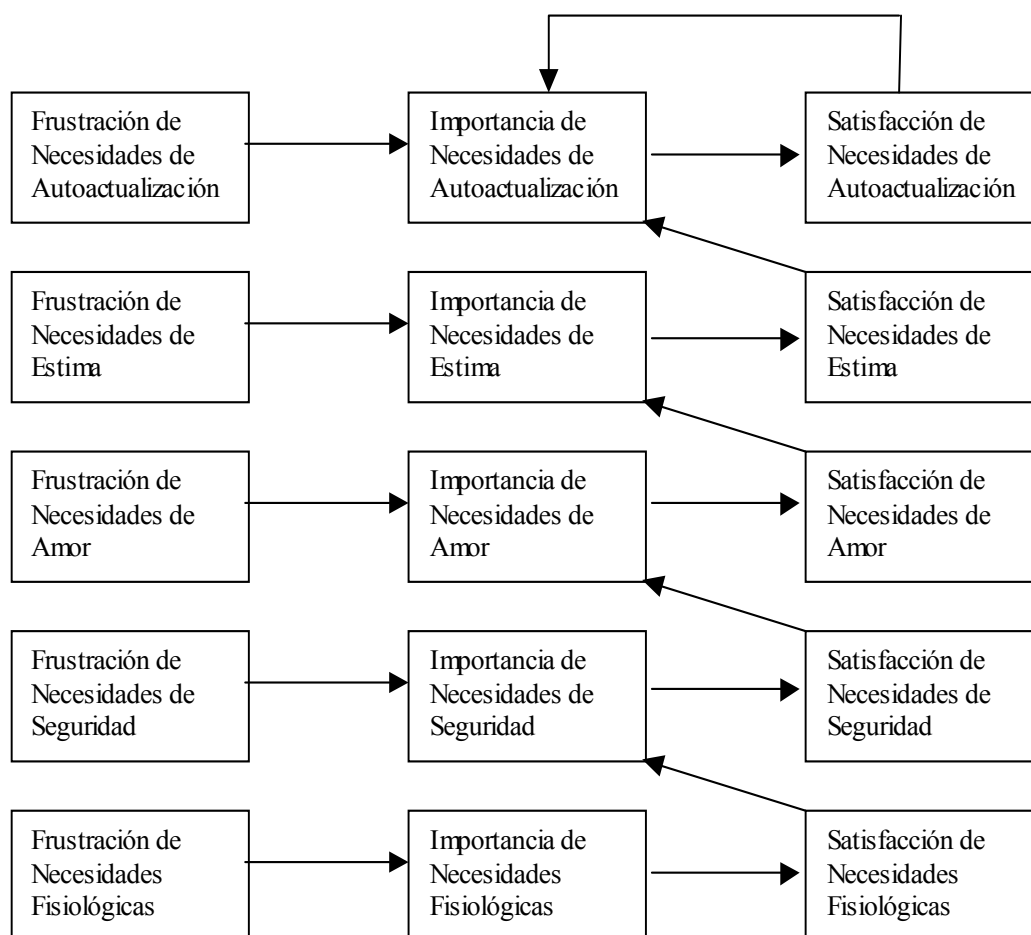 Frustración de
Necesidades de
Autoactualización
Importancia de
Necesidades de
Autoactualización
Satisfacción de
Necesidades de
Autoactualización
Frustración de
Necesidades de
Estima
Importancia de
Necesidades de
Estima
Satisfacción de
Necesidades de
Estima
Frustración de
Necesidades de
Amor
Importancia de
Necesidades de
Amor
Satisfacción de
Necesidades de
Amor
Frustración de
Necesidades de
Seguridad
Importancia de
Necesidades de
Seguridad
Satisfacción de
Necesidades de
Seguridad
Frustración de
Necesidades
Fisiológicas
Importancia de
Necesidades
Fisiológicas
Satisfacción de
Necesidades
Fisiológicas